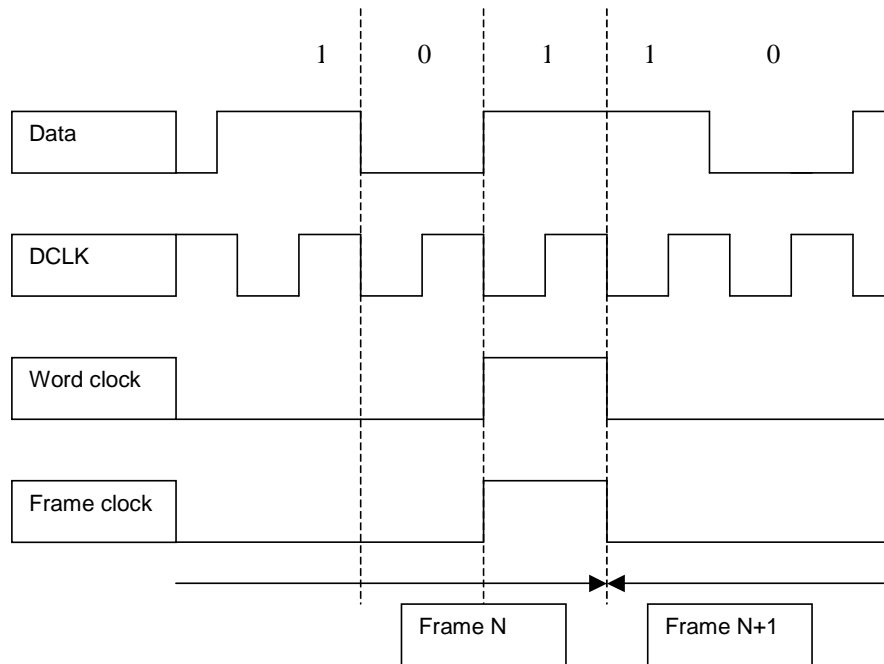 1 0 1 1 0
Data
DCLK
Word clock
Frame clock
Frame N Frame N+1